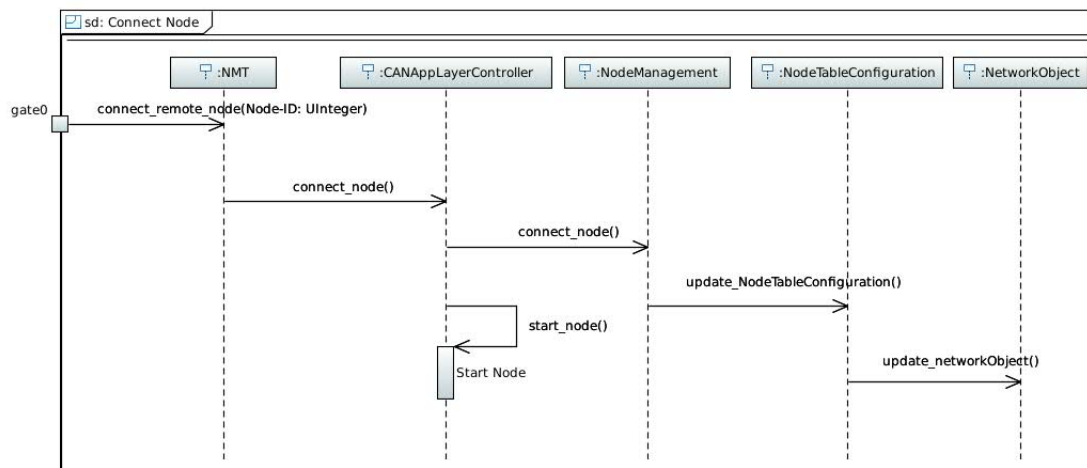 sd: Connect Node
:NMT
:CANAppLayerController
:NodeManagement
:NodeTableConfiguration
:NetworkObject
gate0
connect_remote_node(Node-ID: UInteger)
connect_node()
connect_node()
update_NodeTableConfiguration()
start_node()
Start Node
update_networkObject()